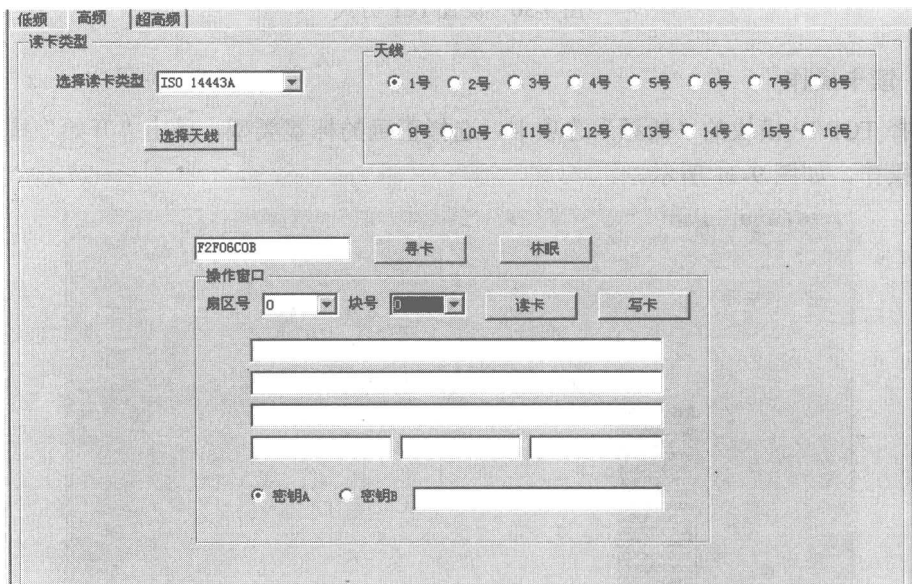 低频 高频 超高频
读卡类型
选择读卡类型 ISO 14443A
选择天线
天线
1号 2号 3号 4号 5号 6号 7号 8号
9号 10号 11号 12号 13号 14号 15号 16号
F2F06C0B 寻卡 休眠
操作窗口
扇区号 0 块号 0 读卡 写卡
密钥A 密钥B